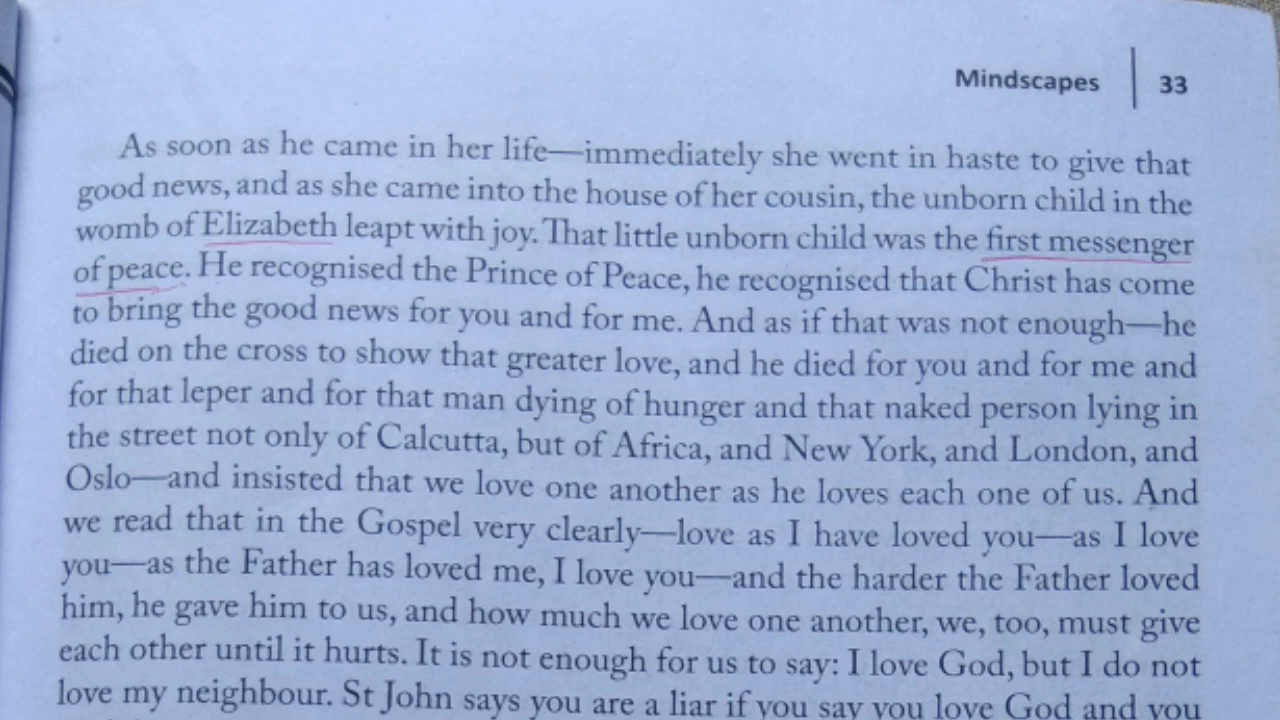 Mindscapes 33
As soon as he came in her life—immediately she went in haste to give that
good news, and as she came into the house of her cousin, the unborn child in the
womb of Elizabeth leapt with joy. That little unborn child was the first messenger
of peace. He recognised the Prince of Peace, he recognised that Christ has come
to bring the good news for you and for me. And as if that was not enough—he
died on the cross to show that greater love, and he died for you and for me and
for that leper and for that man dying of hunger and that naked person lying in
the street not only of Calcutta, but of Africa, and New York, and London, and
Oslo—and insisted that we love one another as he loves each one of us. And
we read that in the Gospel very clearly—love as I have loved you—as I love
you—as the Father has loved me, I love you—and the harder the Father loved
him, he gave him to us, and how much we love one another, we, too, must give
each other until it hurts. It is not enough for us to say: I love God, but I do not
love my neighbour. St John says you are a liar if you say you love God and you